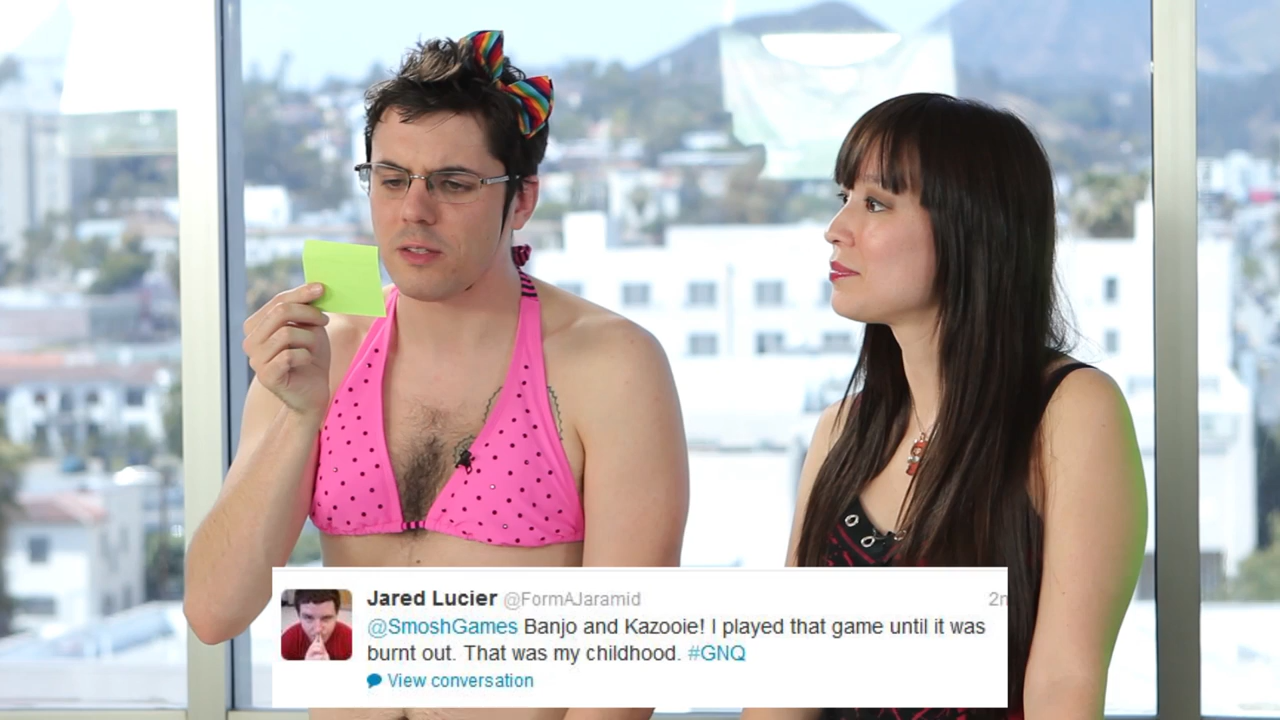 Jared Lucier @FormAJaramid
@SmoshGames Banjo and Kazooie! I played that game until it was
burnt out. That was my childhood. #GNQ
View conversation